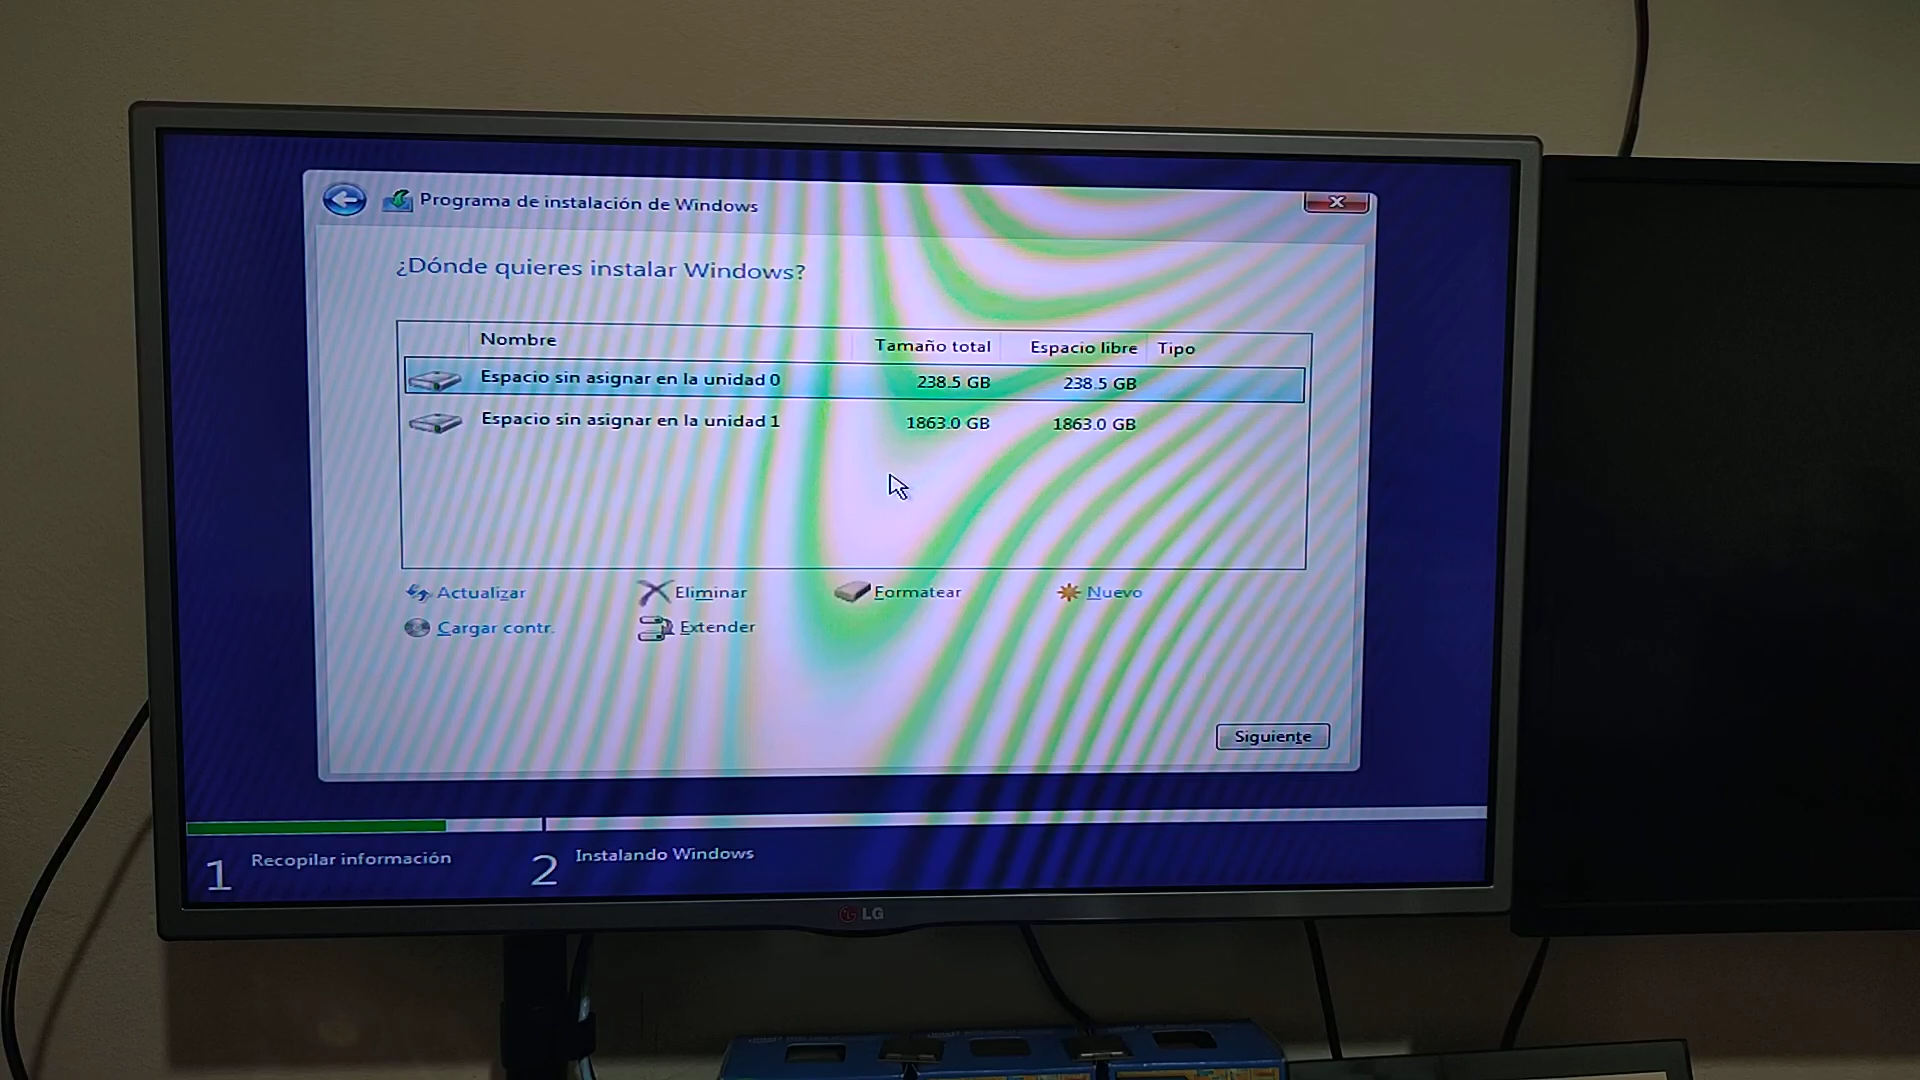 Programa de instalación de Windows
¿Dónde quieres instalar Windows?
Nombre Tamaño total Espacio libre Tipo
Espacio sin asignar en la unidad 0 238.5 GB 238.5 GB
Espacio sin asignar en la unidad 1 1863.0 GB 1863.0 GB
Actualizar Eliminar Formatear Nuevo
Cargar contr. Extender
Siguiente
1 Recopilar información 2 Instalando Windows
LG